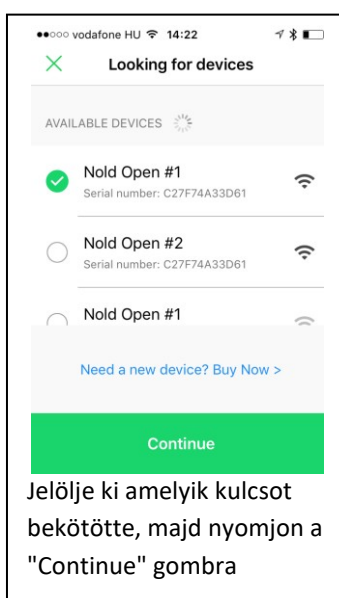 ●●○○○ vodafone HU 14:22
Looking for devices
AVAILABLE DEVICES
Nold Open #1
Serial number: C27F74A33D61
Nold Open #2
Serial number: C27F74A33D61
Nold Open #1
Need a new device? Buy Now >
Continue
Jelölje ki amelyik kulcsot
bekötötte, majd nyomjon a
"Continue" gombra